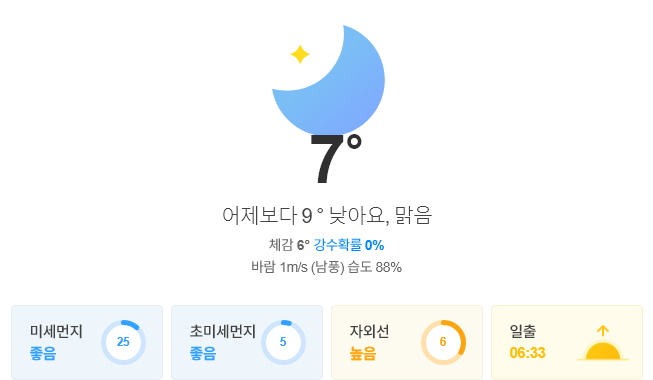 7°
어제보다 9° 낮아요, 맑음
체감 6° 강수확률 0%
바람 1m/s (남풍) 습도 88%
미세먼지
좋음
25
초미세먼지
좋음
5
자외선
높음
6
일출
06:33